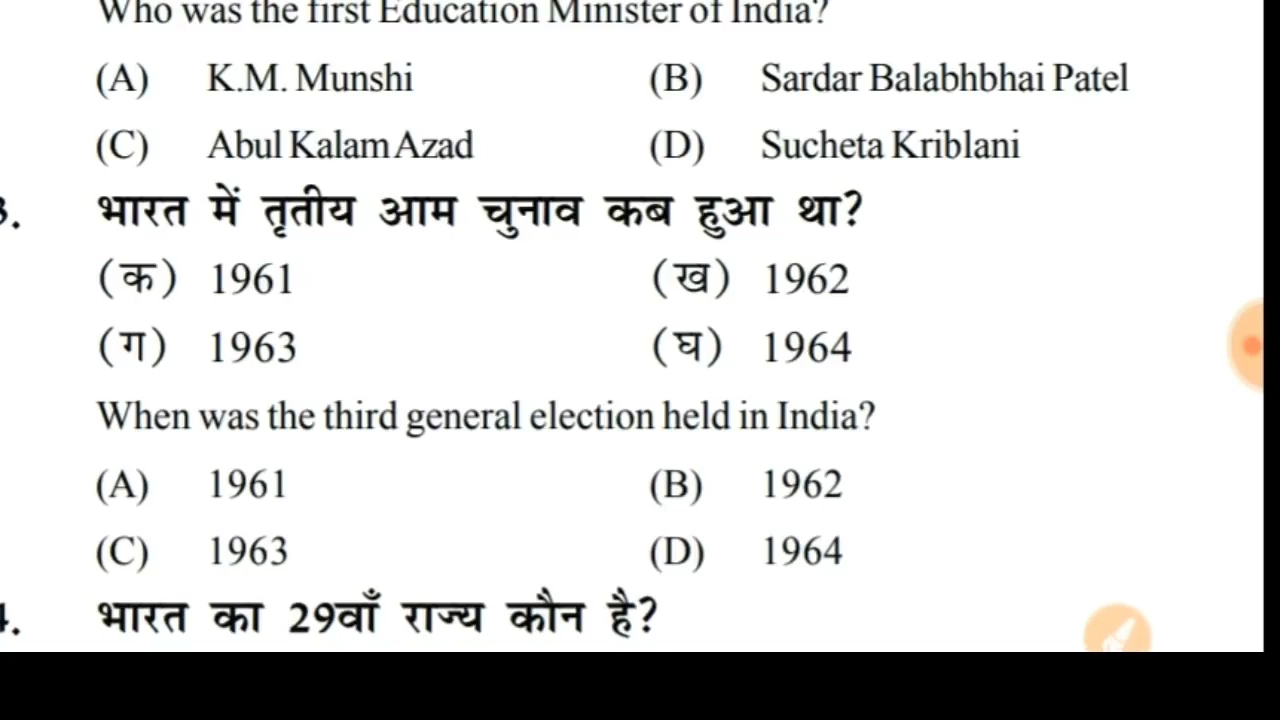 Who was the first Education Minister of India?
(A) K.M. Munshi (B) Sardar Balabhbhai Patel
(C) Abul Kalam Azad (D) Sucheta Kriblani
3. भारत में तृतीय आम चुनाव कब हुआ था?
(क) 1961 (ख) 1962
(ग) 1963 (घ) 1964
When was the third general election held in India?
(A) 1961 (B) 1962
(C) 1963 (D) 1964
4. भारत का 29वाँ राज्य कौन है?